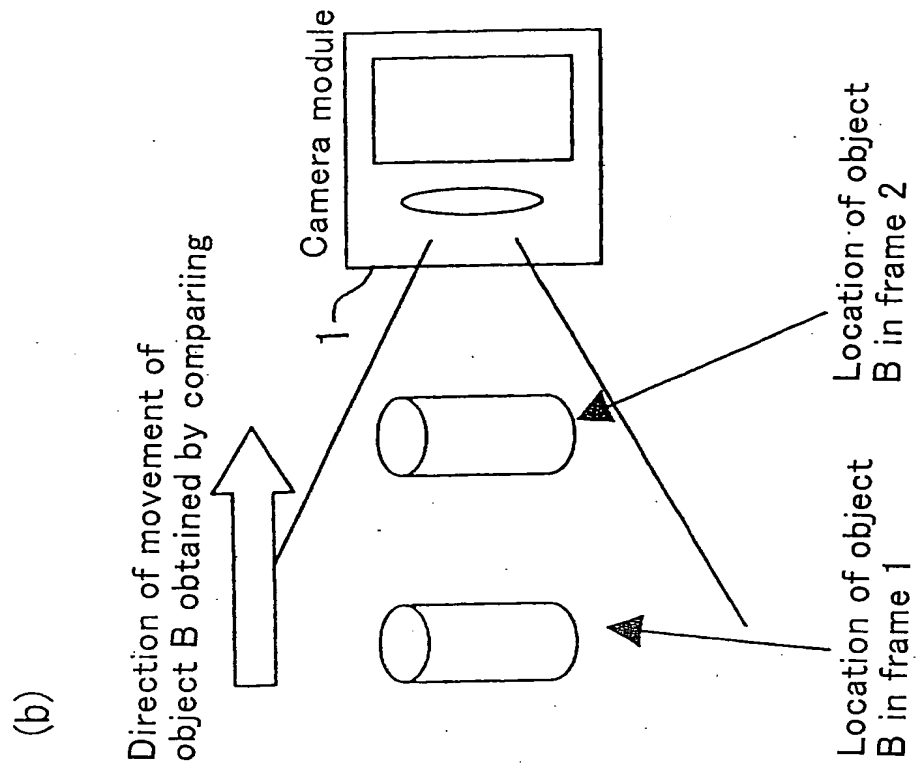 (b)
Direction of movement of
object B obtained by compariing
Camera module
1
Location of object
B in frame 1
Location of object
B in frame 2